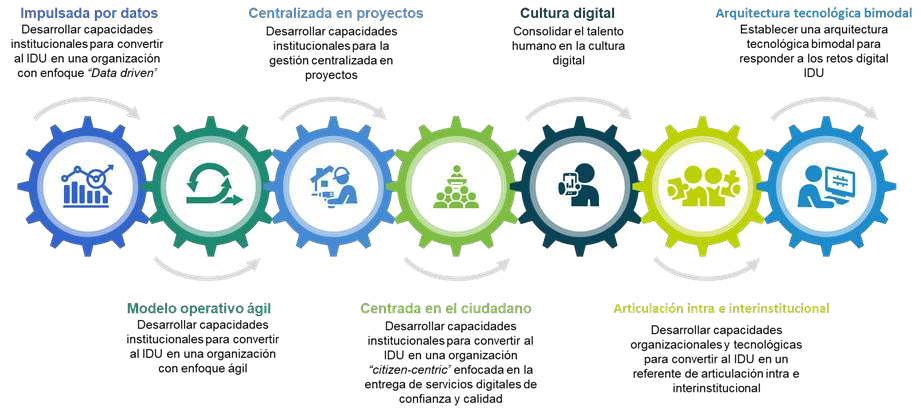 Impulsada por datos
Desarrollar capacidades
institucionales para convertir
al IDU en una organización
con enfoque “Data driven”
Centralizada en proyectos
Desarrollar capacidades
institucionales para la
gestión centralizada en
proyectos
Cultura digital
Consolidar el talento
humano en la cultura
digital
Arquitectura tecnológica bimodal
Establecer una arquitectura
tecnológica bimodal para
responder a los retos digital
IDU
Modelo operativo ágil
Desarrollar capacidades
institucionales para convertir
al IDU en una organización
con enfoque ágil
Centrada en el ciudadano
Desarrollar capacidades
institucionales para convertir al
IDU en una organización
“citizen-centric” enfocada en la
entrega de servicios digitales de
confianza y calidad
Articulación intra e interinstitucional
Desarrollar capacidades
organizacionales y tecnológicas
para convertir al IDU en un
referente de articulación intra e
interinstitucional